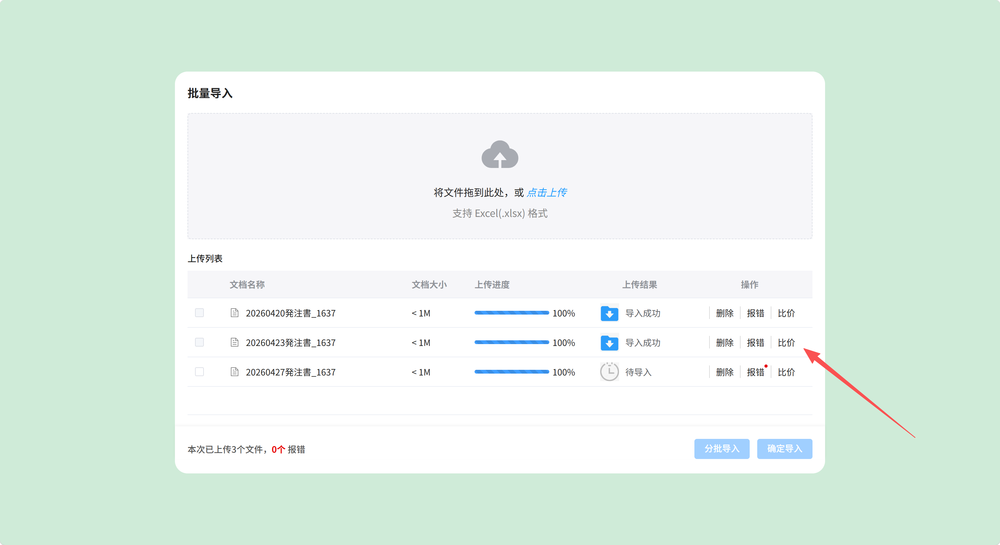 批量导入
将文件拖到此处，或 点击上传
支持 Excel(.xlsx) 格式
上传列表
文档名称 文档大小 上传进度 上传结果 操作
20260420発注書_1637 < 1M 100% 导入成功 删除 报错 比价
20260423発注書_1637 < 1M 100% 导入成功 删除 报错 比价
20260427発注書_1637 < 1M 100% 待导入 删除 报错 比价
本次已上传3个文件，0个 报错 分批导入 确定导入